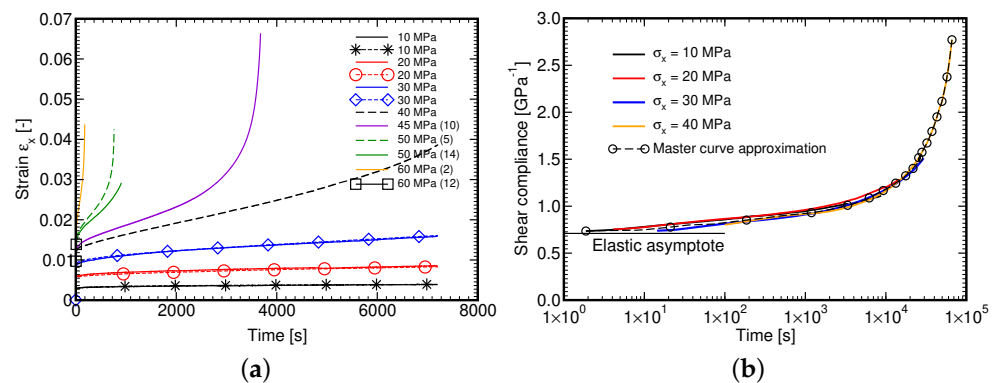 0.07
0.06
0.05
0.04
0.03
0.02
0.01
0
Strain εx [-]
0 2000 4000 6000 8000
Time [s]
10 MPa
10 MPa
20 MPa
20 MPa
30 MPa
30 MPa
40 MPa
45 MPa (10)
50 MPa (5)
50 MPa (14)
60 MPa (2)
60 MPa (12)
(a)
3.0
2.5
2.0
1.5
1.0
0.5
0.0
Shear compliance [GPa⁻¹]
σx = 10 MPa
σx = 20 MPa
σx = 30 MPa
σx = 40 MPa
Master curve approximation
Elastic asymptote
1×10⁰ 1×10¹ 1×10² 1×10³ 1×10⁴ 1×10⁵
Time [s]
(b)